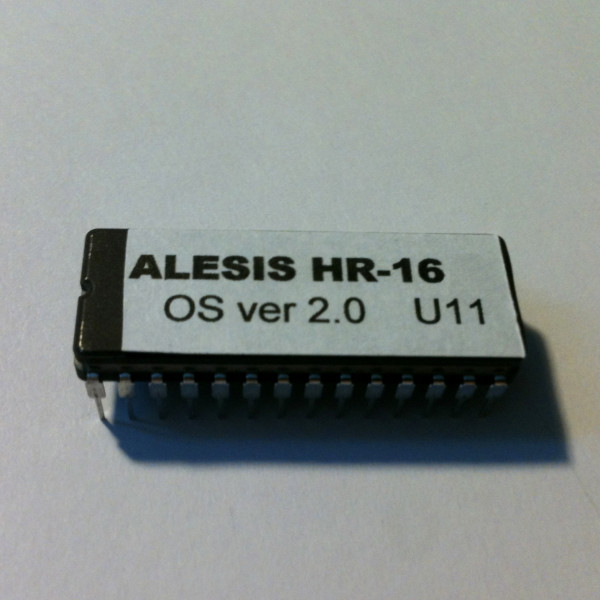 ALESIS HR-16
OS ver 2.0 U11